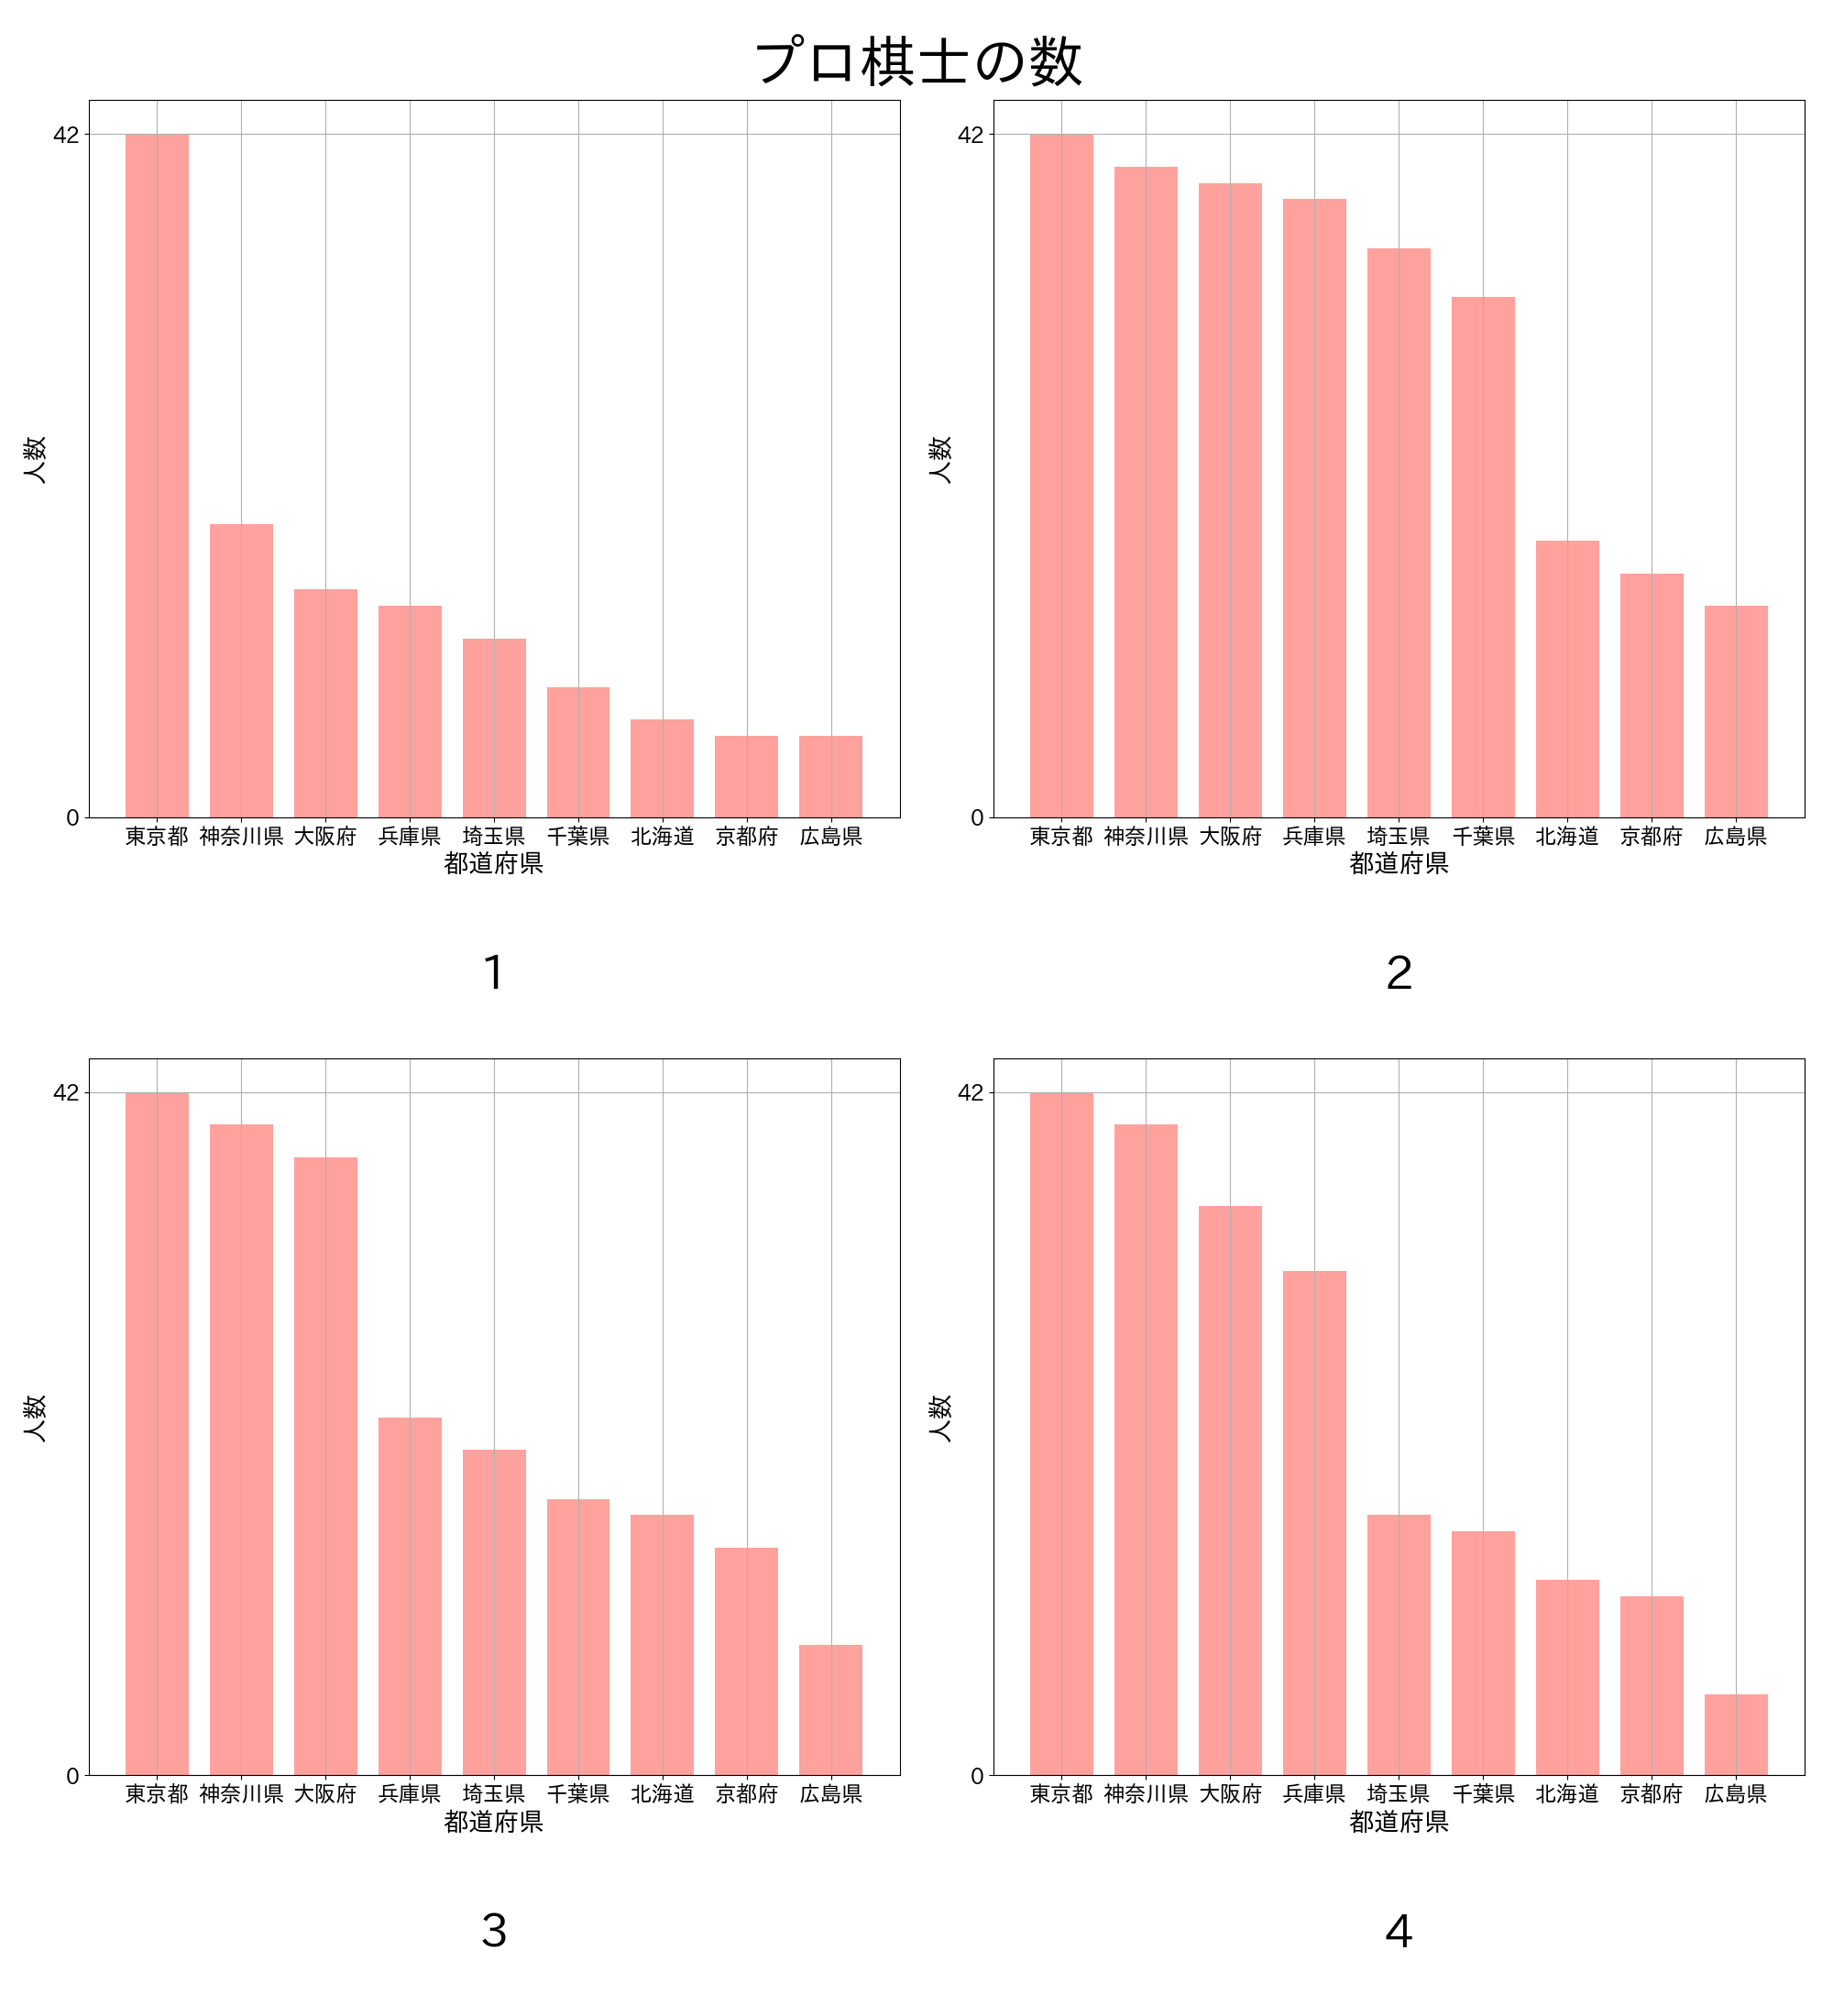 プロ棋士の数
42
0
人数
東京都 神奈川県 大阪府 兵庫県 埼玉県 千葉県 北海道 京都府 広島県
都道府県
1
42
0
人数
東京都 神奈川県 大阪府 兵庫県 埼玉県 千葉県 北海道 京都府 広島県
都道府県
2
42
0
人数
東京都 神奈川県 大阪府 兵庫県 埼玉県 千葉県 北海道 京都府 広島県
都道府県
3
42
0
人数
東京都 神奈川県 大阪府 兵庫県 埼玉県 千葉県 北海道 京都府 広島県
都道府県
4